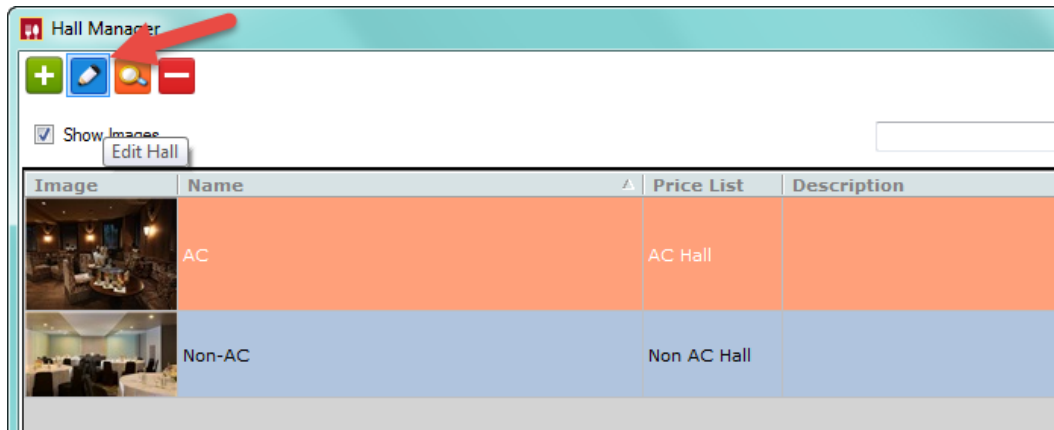 Hall Manager
Show Images
Edit Hall
Image Name Price List Description
AC AC Hall
Non-AC Non AC Hall